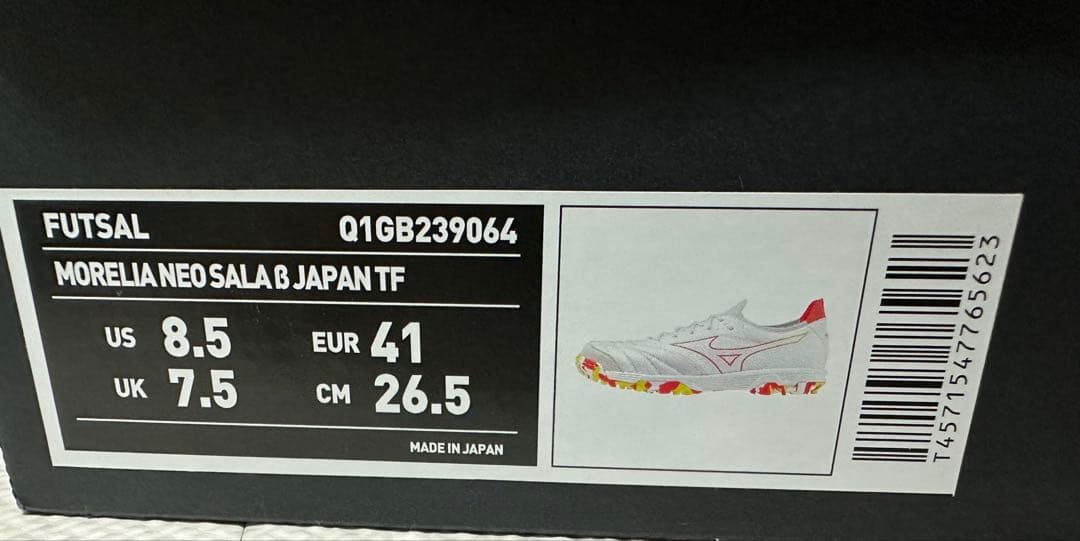 FUTSAL Q1GB239064
MORELIA NEO SALA β JAPAN TF
US 8.5 EUR 41
UK 7.5 CM 26.5
MADE IN JAPAN
T4571547765623